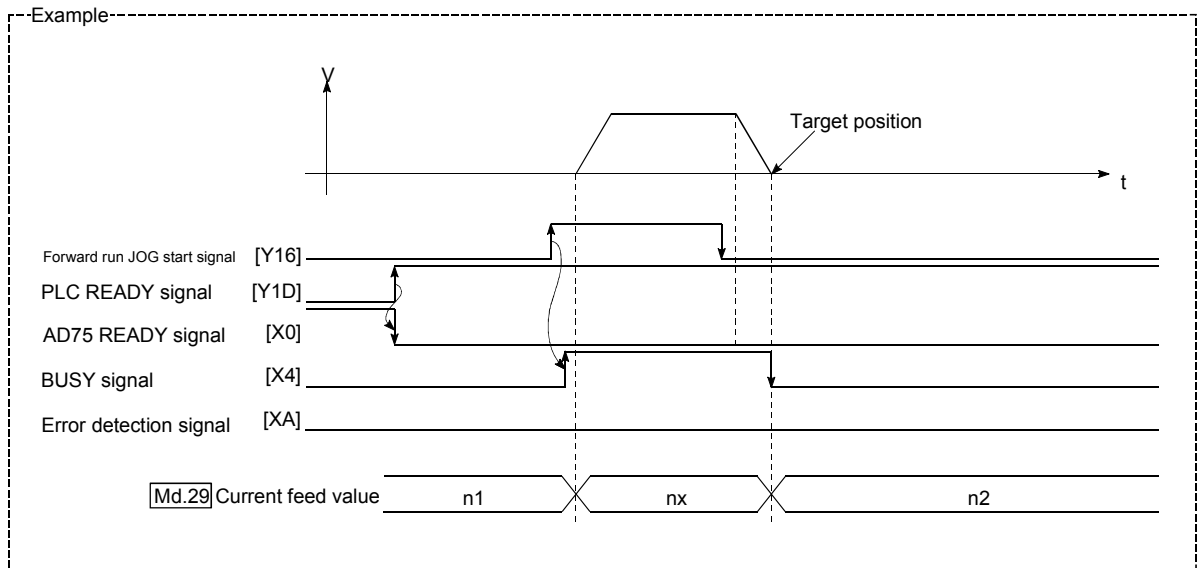 Example
V
Target position
t
Forward run JOG start signal [Y16]
PLC READY signal [Y1D]
AD75 READY signal [X0]
BUSY signal [X4]
Error detection signal [XA]
Md.29 Current feed value n1 nx n2